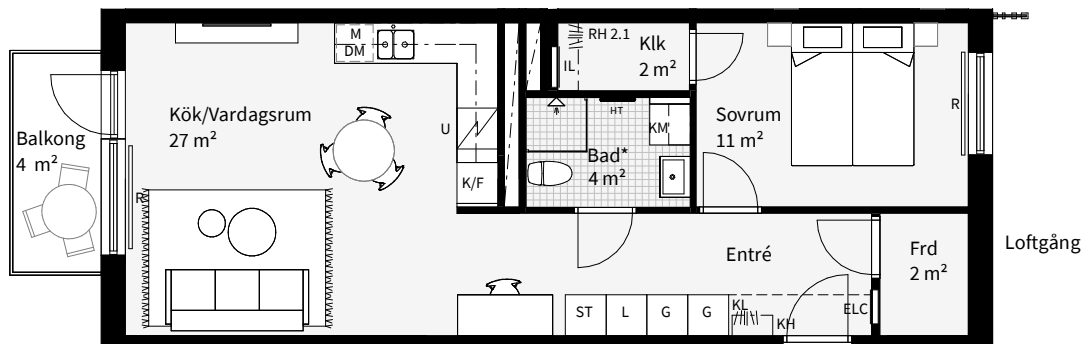 M
DM
RH 2.1
Klk
2 m²
IL
HT
KM
Kök/Vardagsrum
27 m²
U
K/F
Bad*
4 m²
Sovrum
11 m²
R
Balkong
4 m²
R
Entré
Frd
2 m²
Loftgång
ST
L
G
G
KL
KH
ELC